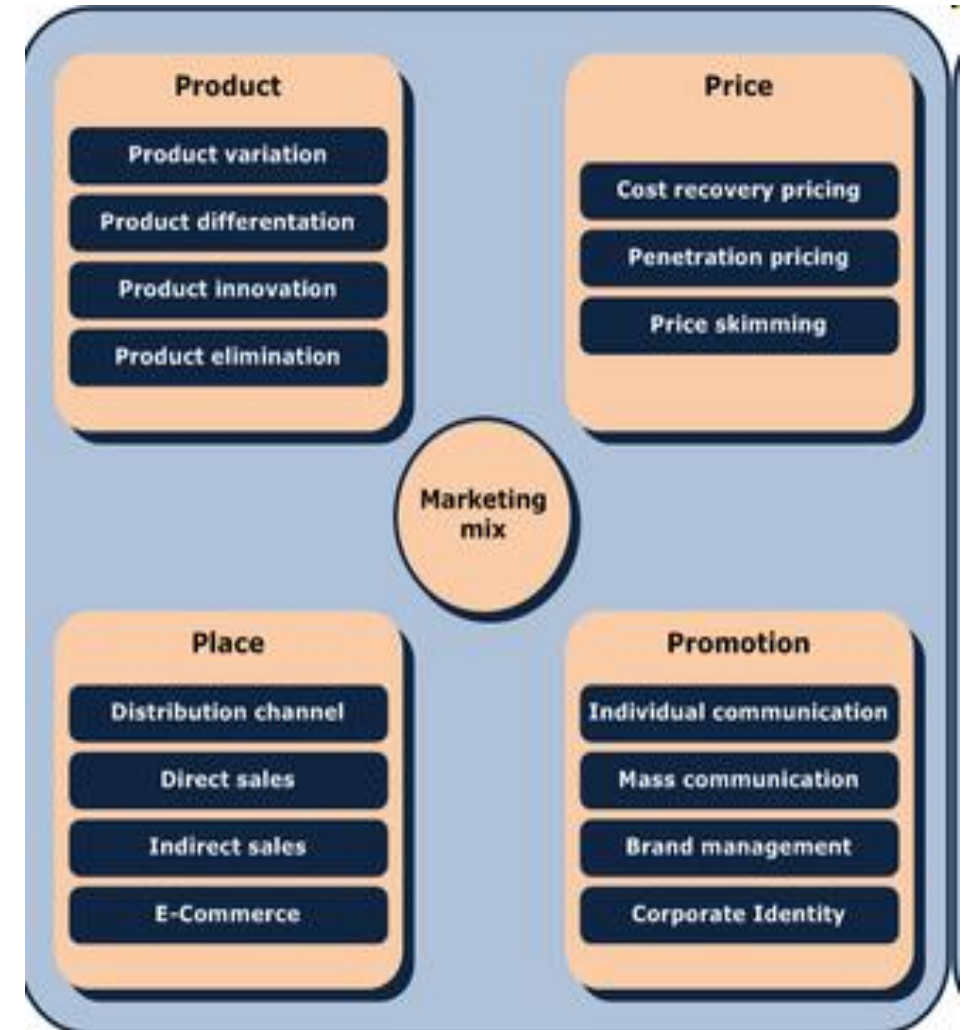 Product
Product variation
Product differentation
Product innovation
Product elimination
Price
Cost recovery pricing
Penetration pricing
Price skimming
Marketing
mix
Place
Distribution channel
Direct sales
Indirect sales
E-Commerce
Promotion
Individual communication
Mass communication
Brand management
Corporate Identity